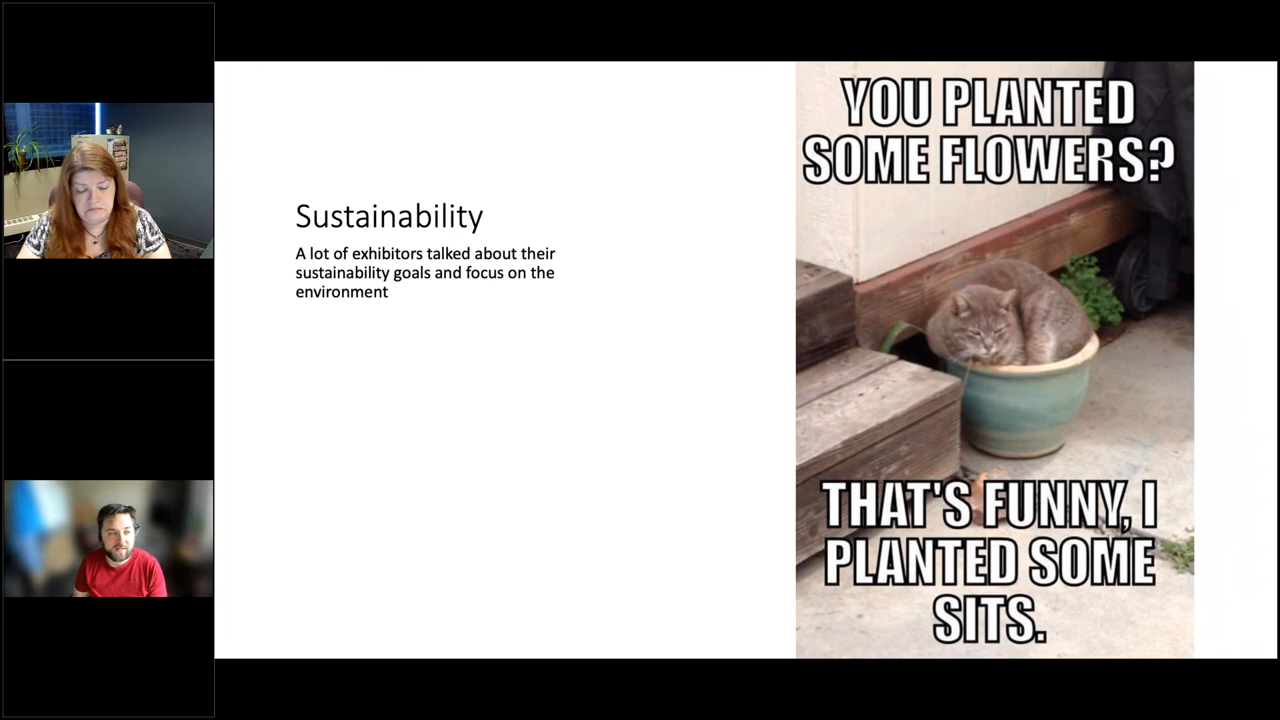 Sustainability
A lot of exhibitors talked about their
sustainability goals and focus on the
environment
YOU PLANTED
SOME FLOWERS?
THAT'S FUNNY, I
PLANTED SOME
SITS.